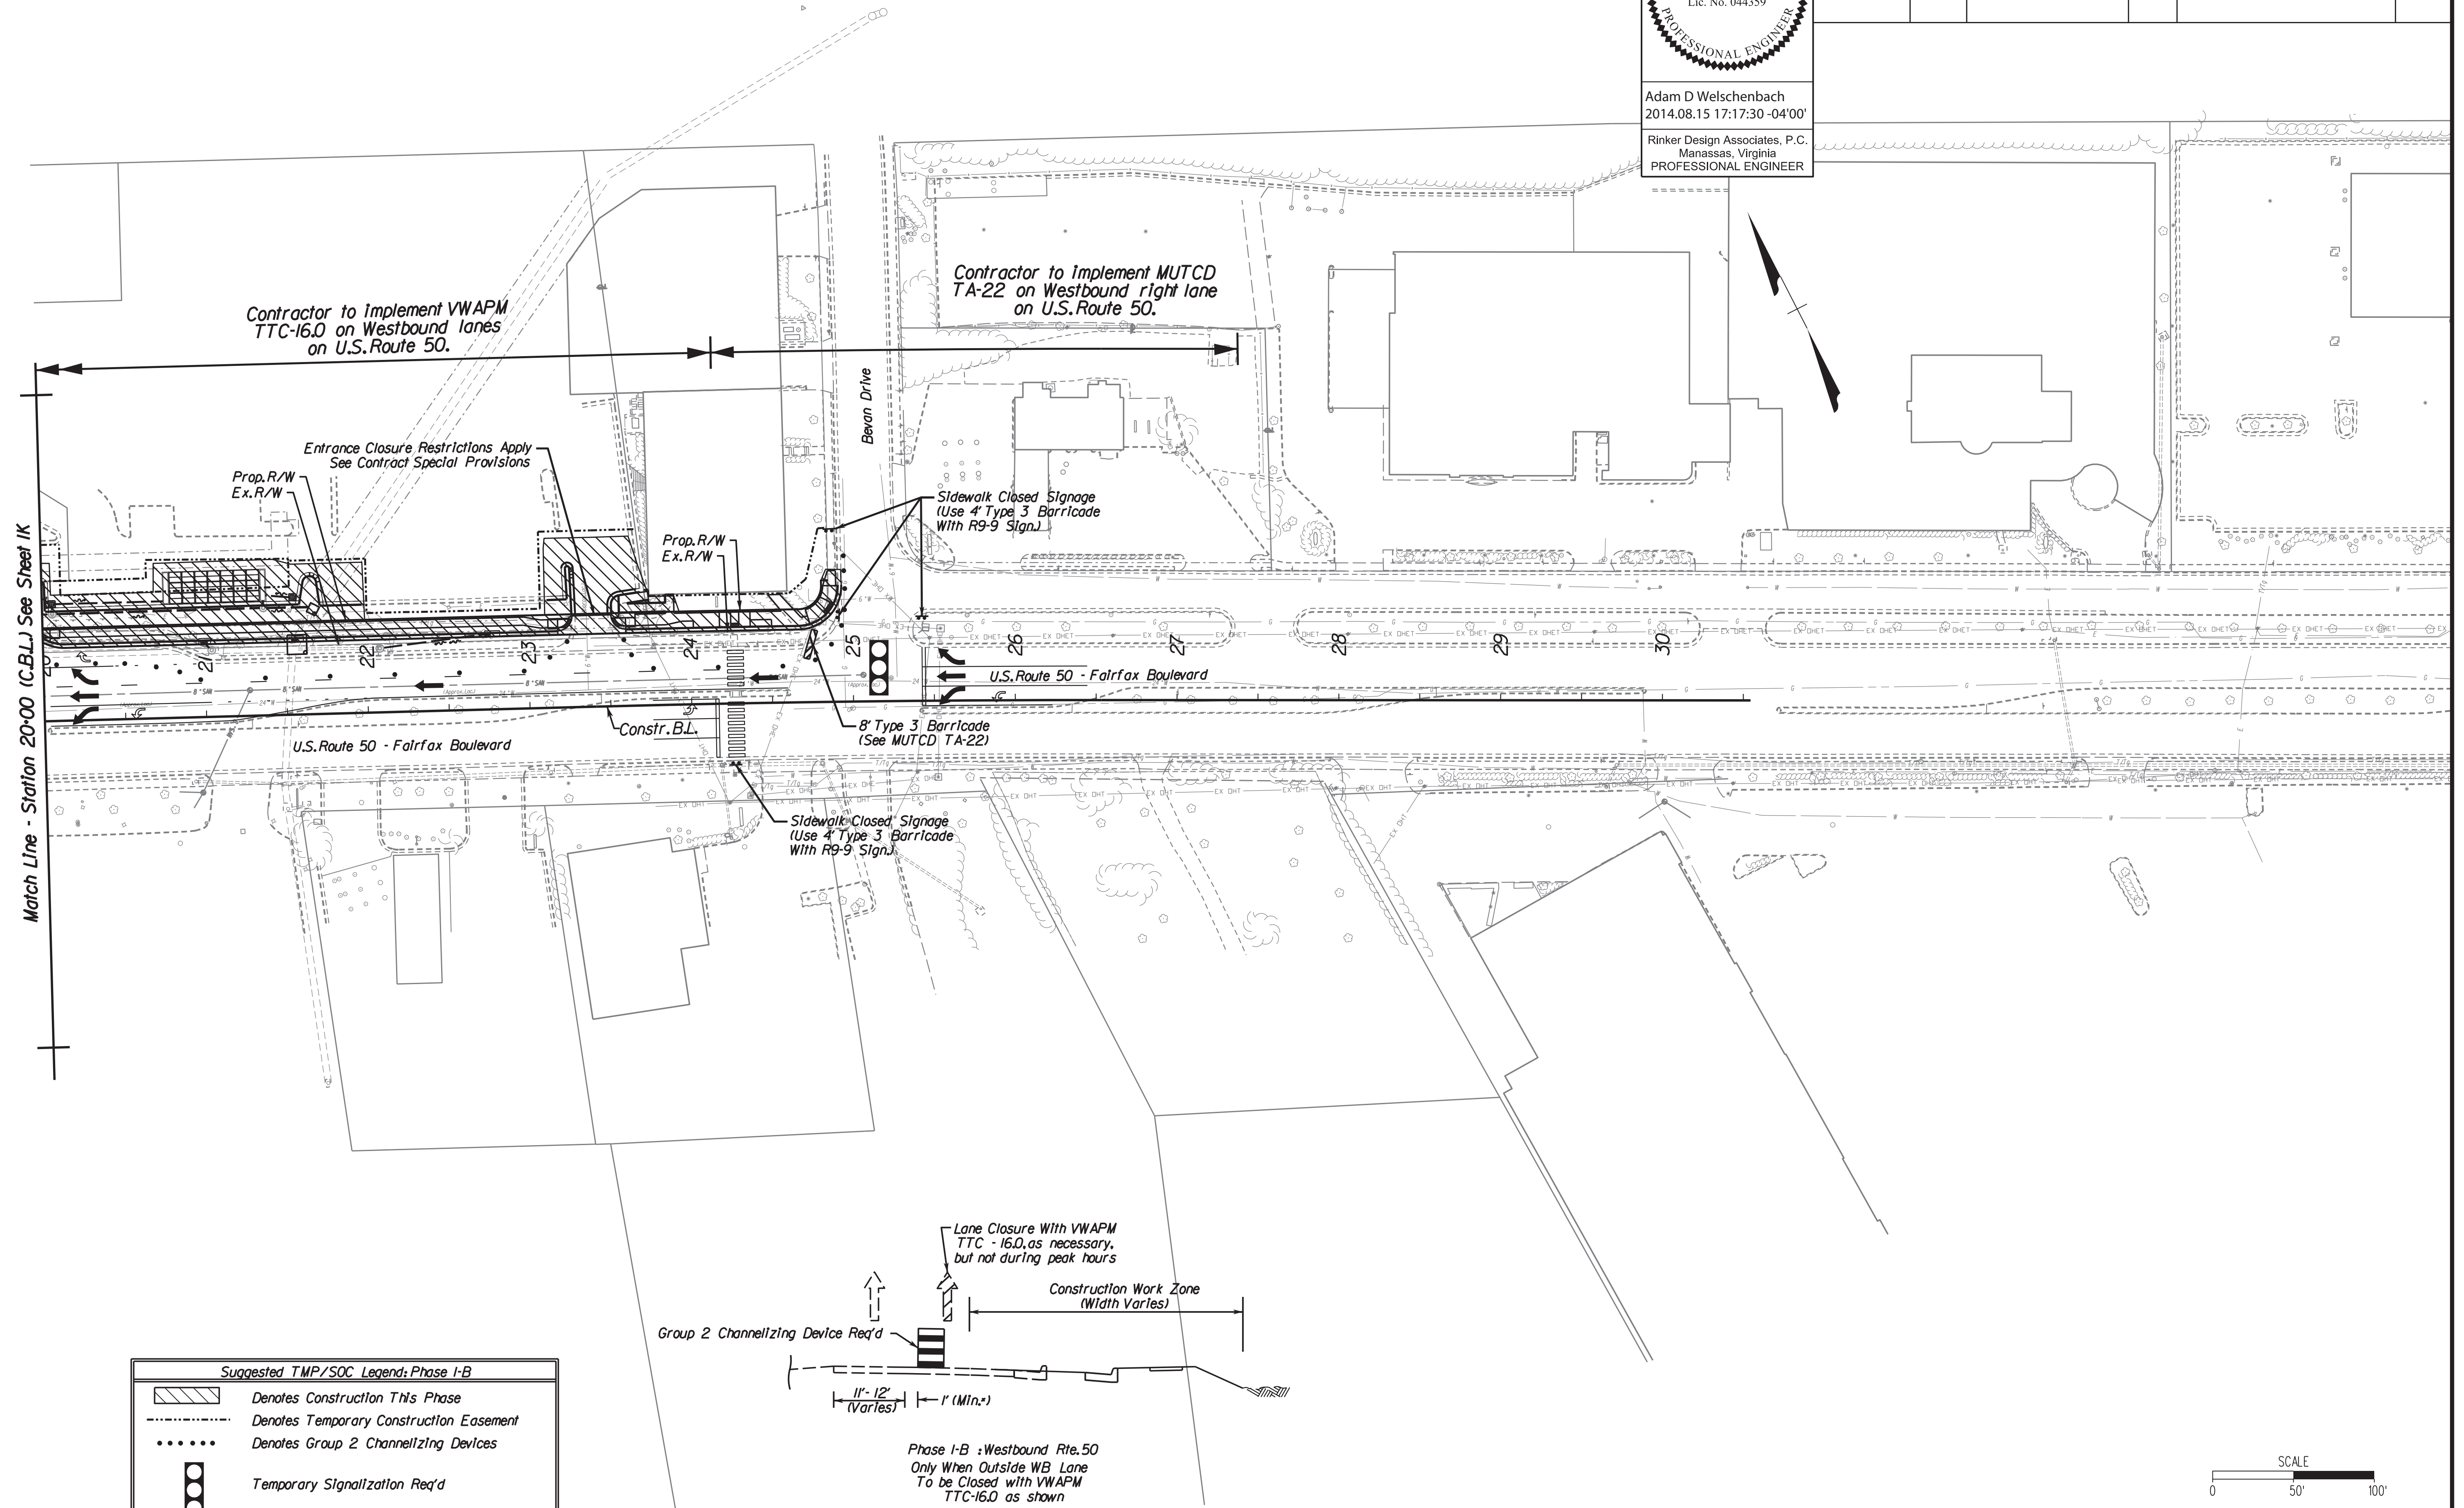 Lic. No. 044359
PROFESSIONAL ENGINEER
Adam D Welschenbach
2014.08.15 17:17:30 -04'00'
Rinker Design Associates, P.C.
Manassas, Virginia
PROFESSIONAL ENGINEER
Contractor to implement VWAPM
TTC-16.0 on Westbound lanes
on U.S. Route 50.
Contractor to implement MUTCD
TA-22 on Westbound right lane
on U.S. Route 50.
Bevan Drive
Entrance Closure Restrictions Apply
See Contract Special Provisions
Prop. R/W
Ex. R/W
Prop. R/W
Ex. R/W
Sidewalk Closed Signage
(Use 4' Type 3 Barricade
With R9-9 Sign.)
Match Line - Station 20+00 (C.B.L.) See Sheet 1K
22
23
24
25
26
27
28
29
30
EX OHET
U.S. Route 50 - Fairfax Boulevard
8' Type 3 Barricade
(See MUTCD TA-22)
Constr. B.L.
U.S. Route 50 - Fairfax Boulevard
EX OHT
Sidewalk Closed Signage
(Use 4' Type 3 Barricade
With R9-9 Sign.)
Lane Closure With VWAPM
TTC - 16.0, as necessary,
but not during peak hours
Construction Work Zone
(Width Varies)
Group 2 Channelizing Device Req'd
11'- 12'
(Varies)
1' (Min.*)
Phase 1-B : Westbound Rte. 50
Only When Outside WB Lane
To be Closed with VWAPM
TTC-16.0 as shown
Suggested TMP/SOC Legend: Phase 1-B
Denotes Construction This Phase
Denotes Temporary Construction Easement
Denotes Group 2 Channelizing Devices
Temporary Signalization Req'd
SCALE
0 50' 100'